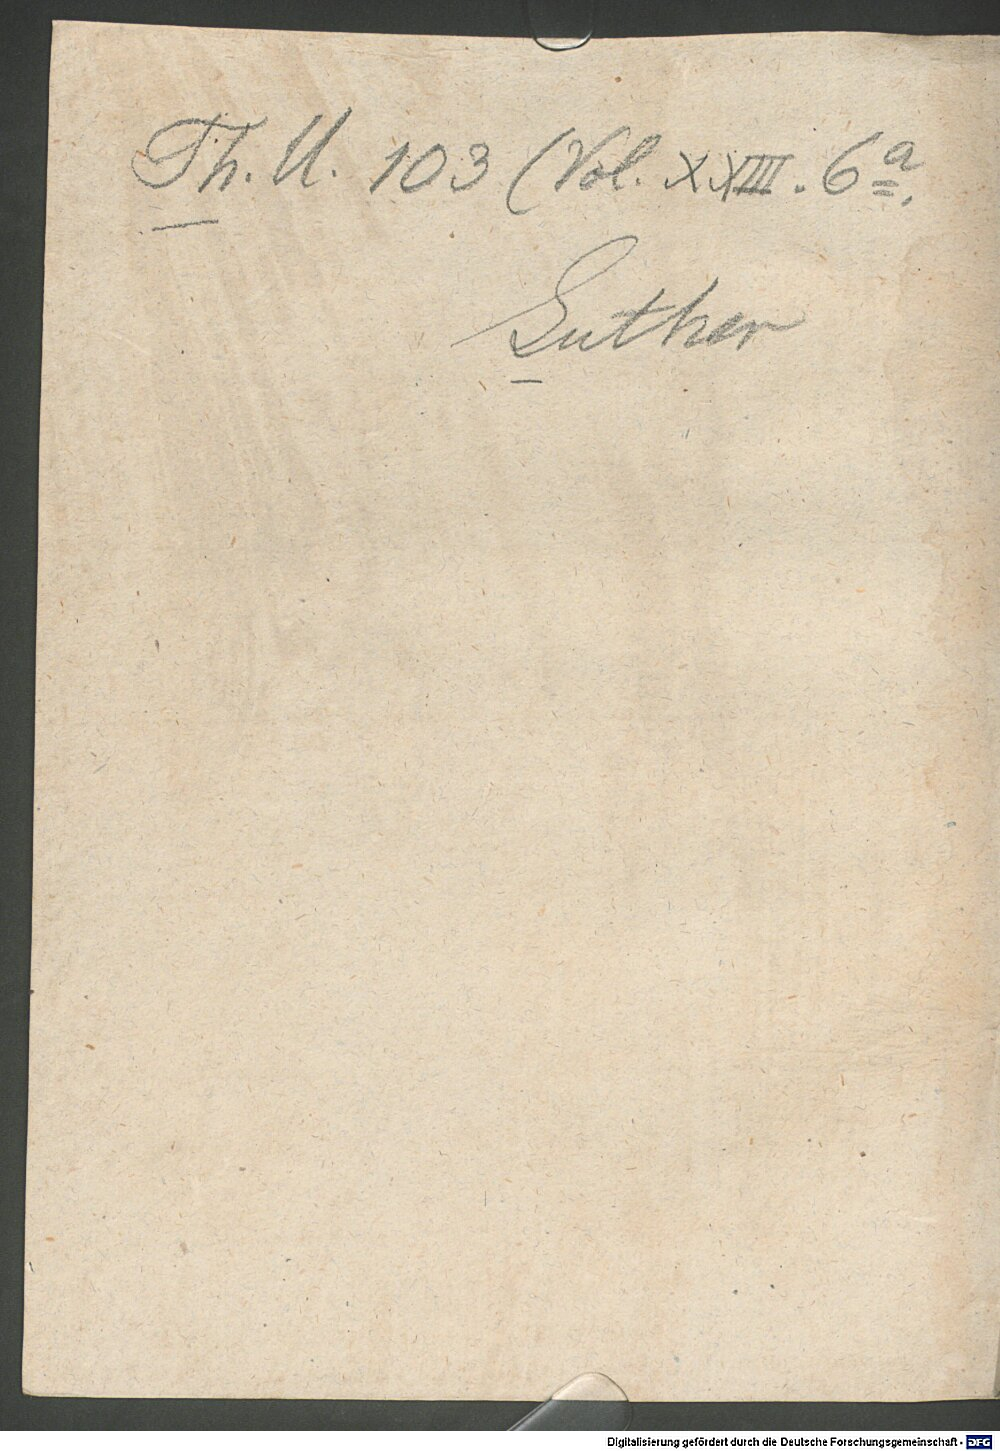 Th. U. 103 (Vol. XXIII. 6a.
Luther
Digitalisierung gefördert durch die Deutsche Forschungsgemeinschaft - DFG